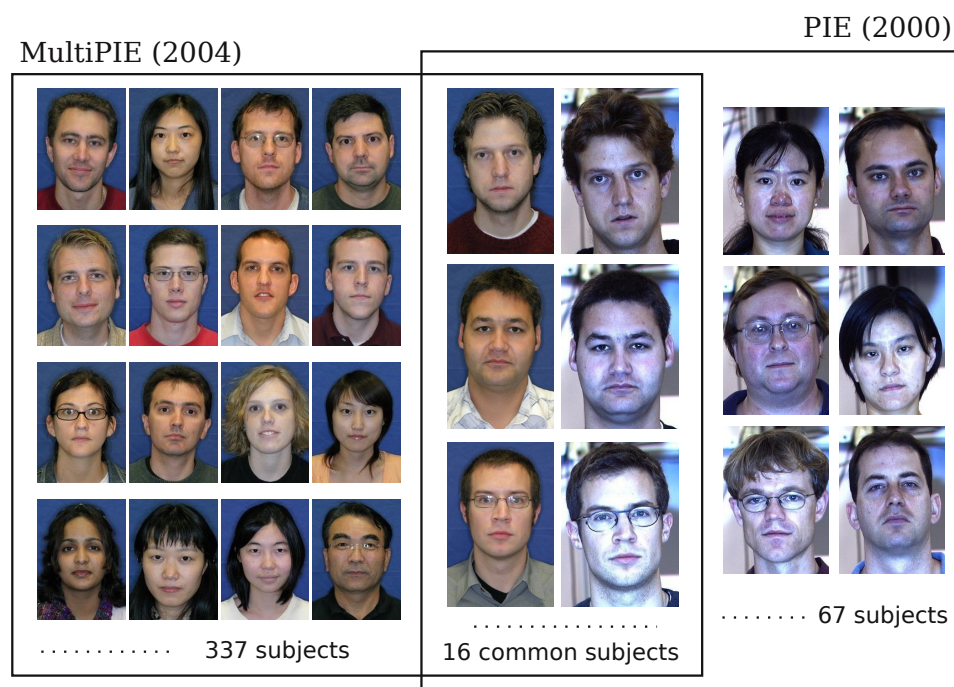 PIE (2000)
MultiPIE (2004)
............ 337 subjects
.................
16 common subjects
........ 67 subjects